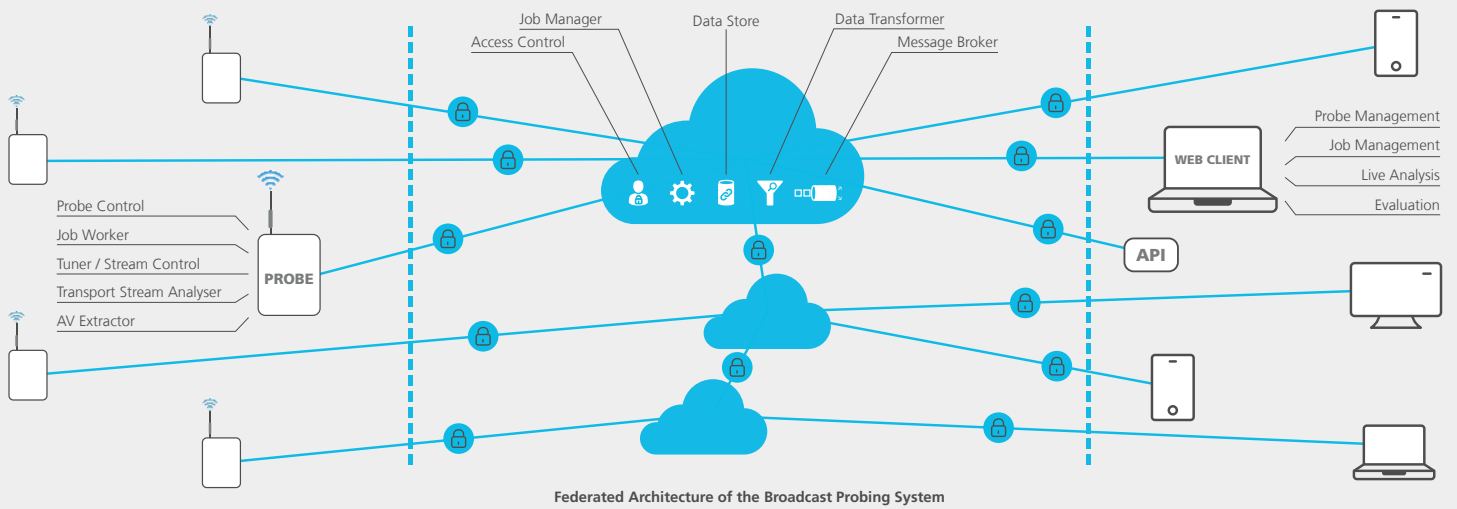 Job Manager
Data Store
Data Transformer
Access Control
Message Broker
Probe Control
Job Worker
Tuner / Stream Control
Transport Stream Analyser
AV Extractor
PROBE
WEB CLIENT
Probe Management
Job Management
Live Analysis
Evaluation
API
Federated Architecture of the Broadcast Probing System